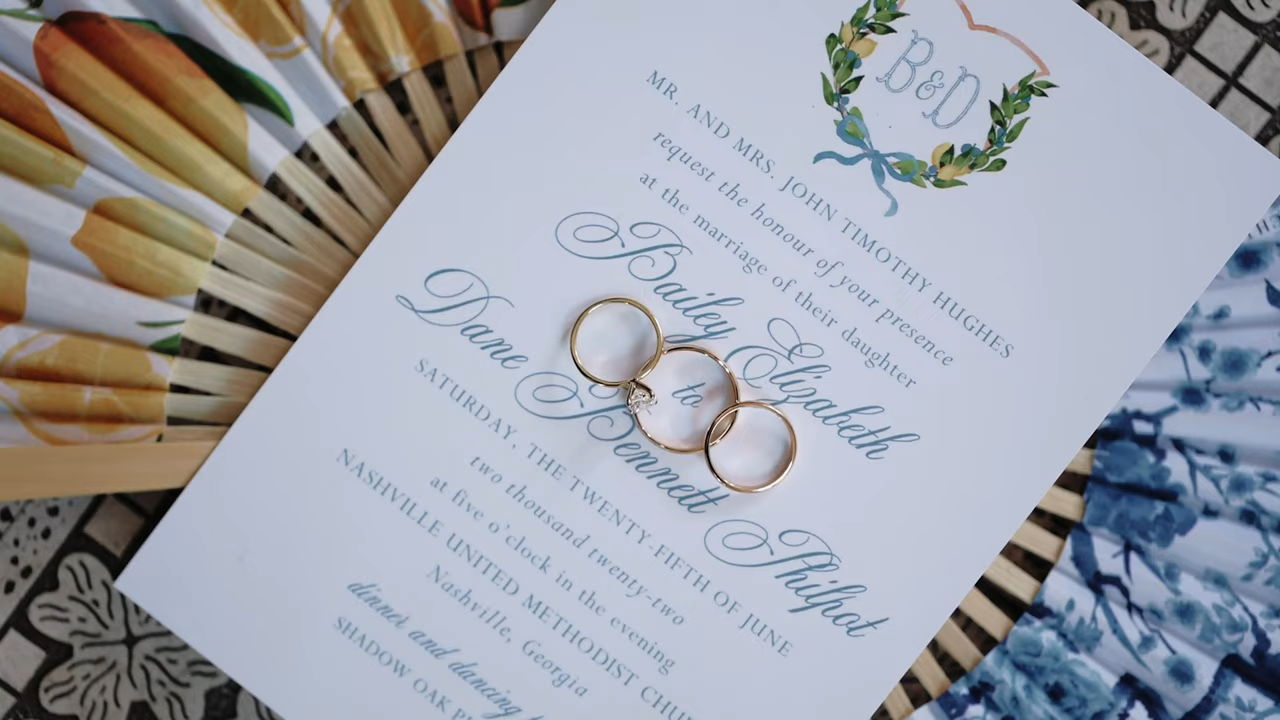 B&D
MR. AND MRS. JOHN TIMOTHY HUGHES
request the honour of your presence
at the marriage of their daughter
Bailey Elizabeth
to
Dane Bennett Philpot
SATURDAY, THE TWENTY-FIFTH OF JUNE
two thousand twenty-two
at five o'clock in the evening
NASHVILLE UNITED METHODIST
Nashville, Georgia
dinner and dancing
SHADOW OAK